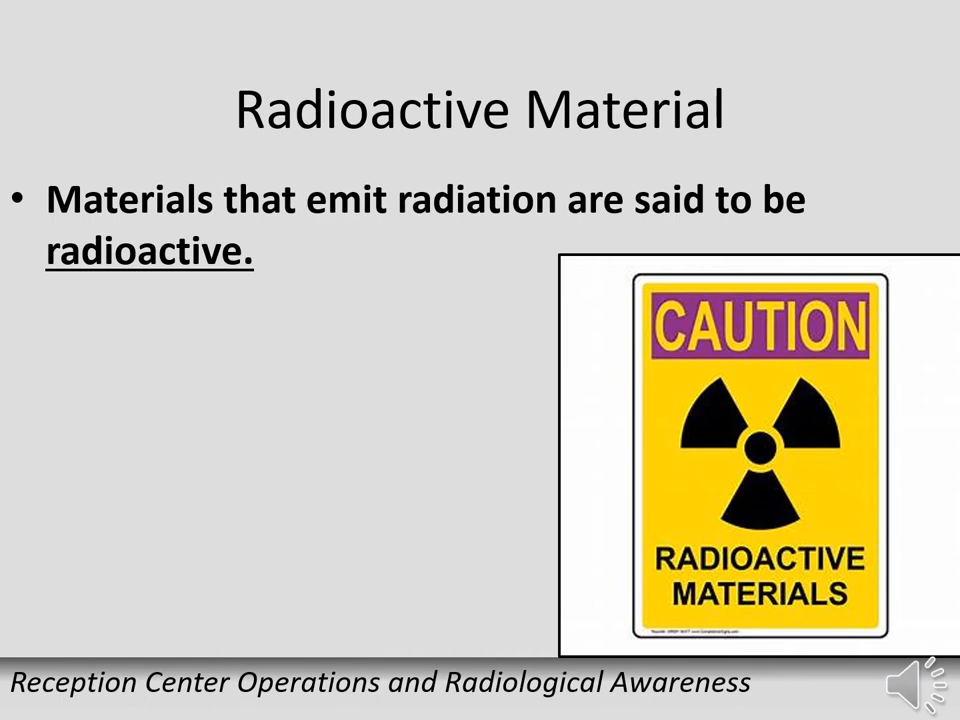 Radioactive Material
• Materials that emit radiation are said to be
radioactive.
CAUTION
RADIOACTIVE
MATERIALS
Reception Center Operations and Radiological Awareness